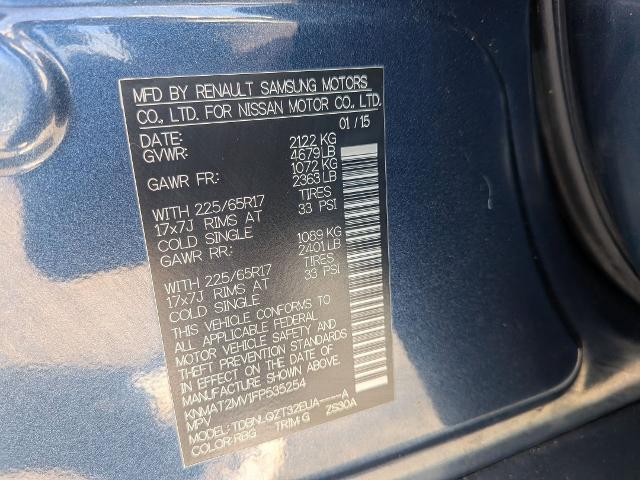 MFD BY RENAULT SAMSUNG MOTORS
CO., LTD. FOR NISSAN MOTOR CO., LTD.
DATE: 01/15
GVWR: 2122 KG
4679 LB
GAWR FR: 1072 KG
2363 LB
WITH 225/65R17 TIRES
17x7J RIMS AT 33 PSI
COLD SINGLE
GAWR RR: 1089 KG
2401 LB
WITH 225/65R17 TIRES
17x7J RIMS AT 33 PSI
COLD SINGLE
THIS VEHICLE CONFORMS TO
ALL APPLICABLE FEDERAL
MOTOR VEHICLE SAFETY AND
THEFT PREVENTION STANDARDS
IN EFFECT ON THE DATE OF
MANUFACTURE SHOWN ABOVE.
KNMAT2MV1FP535254
MPV
MODEL: TDBNLQZT32EUA-----A
COLOR:RBG TRIM:G ZS30A